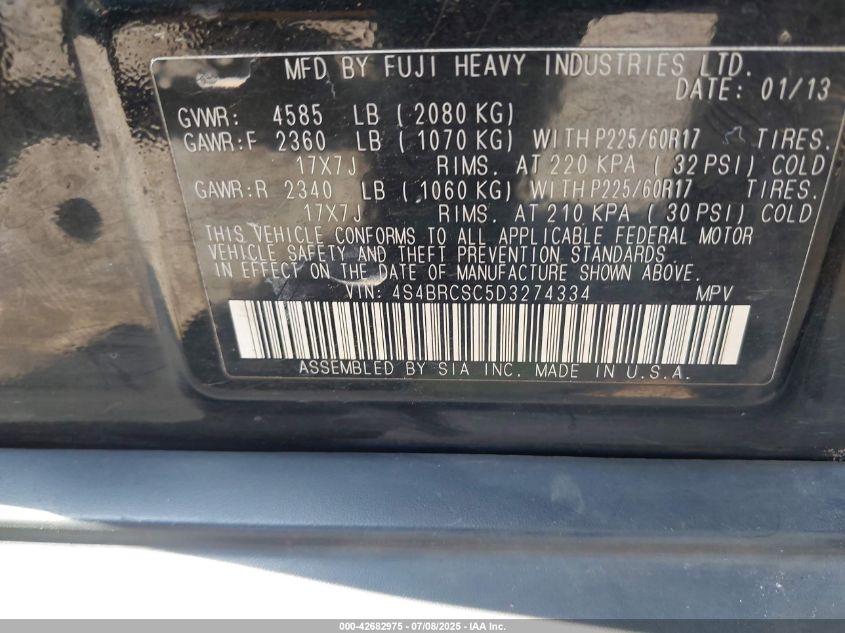 MFD BY FUJI HEAVY INDUSTRIES LTD.
DATE: 01/13
GVWR: 4585 LB (2080 KG)
GAWR:F 2360 LB (1070 KG) WITH P225/60R17 TIRES.
17X7J RIMS. AT 220 KPA (32 PSI) COLD
GAWR:R 2340 LB (1060 KG) WITH P225/60R17 TIRES.
17X7J RIMS. AT 210 KPA (30 PSI) COLD
THIS VEHICLE CONFORMS TO ALL APPLICABLE FEDERAL MOTOR
VEHICLE SAFETY AND THEFT PREVENTION STANDARDS
IN EFFECT ON THE DATE OF MANUFACTURE SHOWN ABOVE.
VIN: 4S4BRCSC5D3274334 MPV
ASSEMBLED BY SIA INC. MADE IN U.S.A.
000-42682975 - 07/08/2025 - IAA Inc.